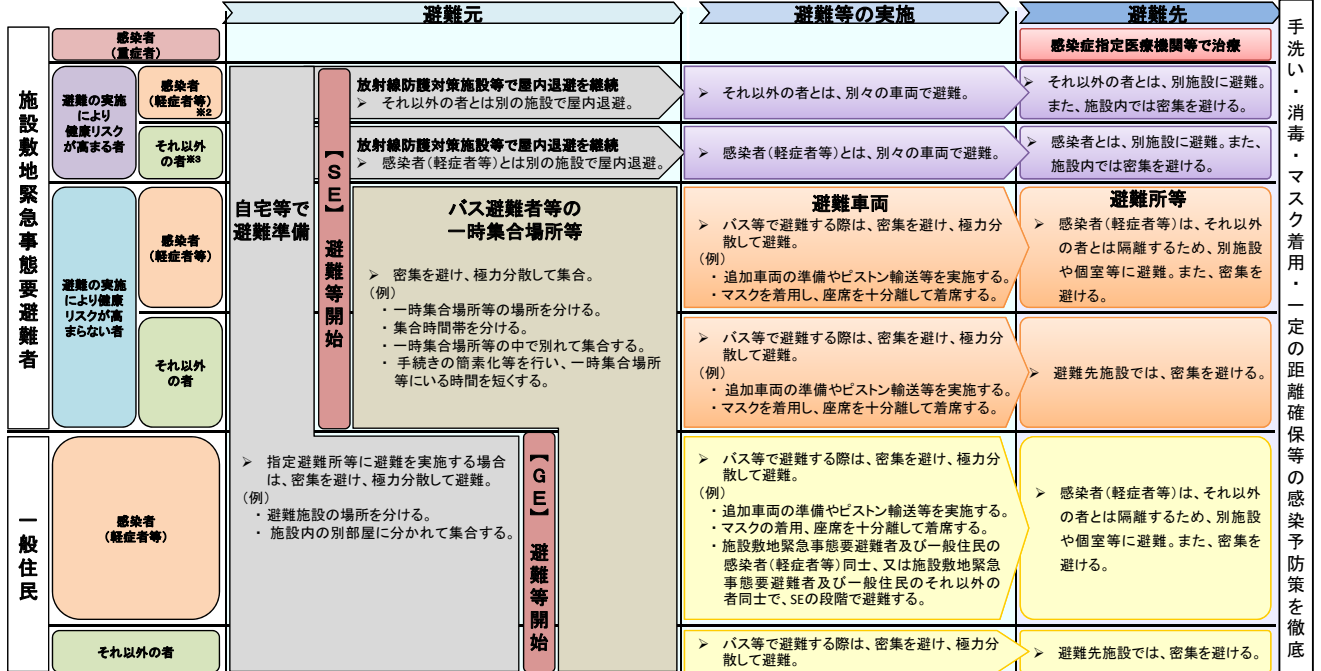 避難元
避難等の実施
避難先
手洗い・消毒・マスク着用・一定の距離確保等の感染予防策を徹底
施設敷地緊急事態要避難者
感染者
(重症者)
感染症指定医療機関等で治療
避難の実施
により
健康リスク
が高まる者
感染者
(軽症者等)
※2
放射線防護対策施設等で屋内退避を継続
➢ それ以外の者とは別の施設で屋内退避。
➢ それ以外の者とは、別々の車両で避難。
➢ それ以外の者とは、別施設に避難。
また、施設内では密集を避ける。
それ以外
の者※3
放射線防護対策施設等で屋内退避を継続
➢ 感染者(軽症者等)とは別の施設で屋内退避。
➢ 感染者(軽症者等)とは、別々の車両で避難。
➢ 感染者とは、別施設に避難。また、
施設内では密集を避ける。
自宅等で
避難準備
【SE】 避難等開始
避難の実施
により健康
リスクが高
まらない者
感染者
(軽症者等)
バス避難者等の
一時集合場所等
➢ 密集を避け、極力分散して集合。
(例)
・一時集合場所等の場所を分ける。
・集合時間帯を分ける。
・一時集合場所等の中で別れて集合する。
・ 手続きの簡素化等を行い、一時集合場所
等にいる時間を短くする。
避難車両
➢ バス等で避難する際は、密集を避け、極力分
散して避難。
(例)
・追加車両の準備やピストン輸送等を実施する。
・マスクを着用し、座席を十分離して着席する。
避難所等
➢ 感染者(軽症者等)は、それ以外
の者とは隔離するため、別施設
や個室等に避難。また、密集を
避ける。
それ以外
の者
➢ バス等で避難する際は、密集を避け、極力分
散して避難。
(例)
・追加車両の準備やピストン輸送等を実施する。
・マスクを着用し、座席を十分離して着席する。
➢ 避難先施設では、密集を避ける。
一般住民
感染者
(軽症者等)
➢ 指定避難所等に避難を実施する場合
は、密集を避け、極力分散して避難。
(例)
・避難施設の場所を分ける。
・ 施設内の別部屋に分かれて集合する。
【GE】 避難等開始
➢ バス等で避難する際は、密集を避け、極力分
散して避難。
(例)
・追加車両の準備やピストン輸送等を実施する。
・マスクの着用、座席を十分離して着席する。
・施設敷地緊急事態要避難者及び一般住民の
感染者(軽症者等)同士、又は施設敷地緊急
事態要避難者及び一般住民のそれ以外の
者同士で、SEの段階で避難する。
➢ 感染者(軽症者等)は、それ以外
の者とは隔離するため、別施設
や個室等に避難。また、密集を
避ける。
それ以外の者
➢ バス等で避難する際は、密集を避け、極力分
散して避難。
➢ 避難先施設では、密集を避ける。